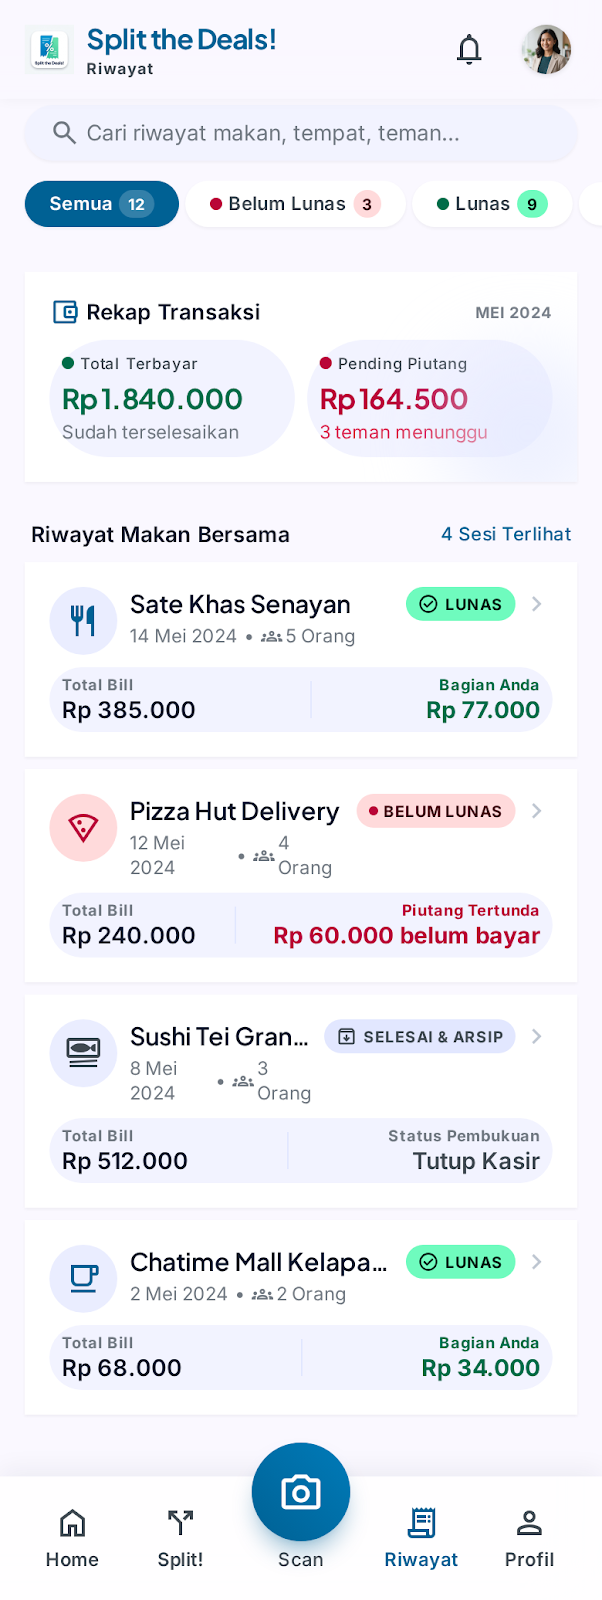 Split the Deals!
Split the Deals!
Riwayat
Cari riwayat makan, tempat, teman...
Semua 12
Belum Lunas 3
Lunas 9
Rekap Transaksi
MEI 2024
Total Terbayar
Rp 1.840.000
Sudah terselesaikan
Pending Piutang
Rp 164.500
3 teman menunggu
Riwayat Makan Bersama
4 Sesi Terlihat
Sate Khas Senayan
LUNAS
14 Mei 2024 • 5 Orang
Total Bill
Rp 385.000
Bagian Anda
Rp 77.000
Pizza Hut Delivery
BELUM LUNAS
12 Mei
2024
• 4
Orang
Total Bill
Rp 240.000
Piutang Tertunda
Rp 60.000 belum bayar
Sushi Tei Gran...
SELESAI & ARSIP
8 Mei
2024
• 3
Orang
Total Bill
Rp 512.000
Status Pembukuan
Tutup Kasir
Chatime Mall Kelapa...
LUNAS
2 Mei 2024 • 2 Orang
Total Bill
Rp 68.000
Bagian Anda
Rp 34.000
Home
Split!
Scan
Riwayat
Profil